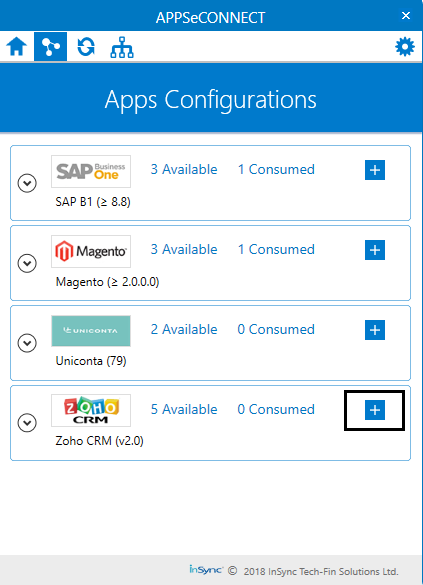 APPSeCONNECT
Apps Configurations
SAP Business One 3 Available 1 Consumed
SAP B1 (≥ 8.8)
Magento® 3 Available 1 Consumed
Magento (≥ 2.0.0.0)
UNICONTA 2 Available 0 Consumed
Uniconta (79)
ZOHO CRM 5 Available 0 Consumed
Zoho CRM (v2.0)
InSync © 2018 InSync Tech-Fin Solutions Ltd.